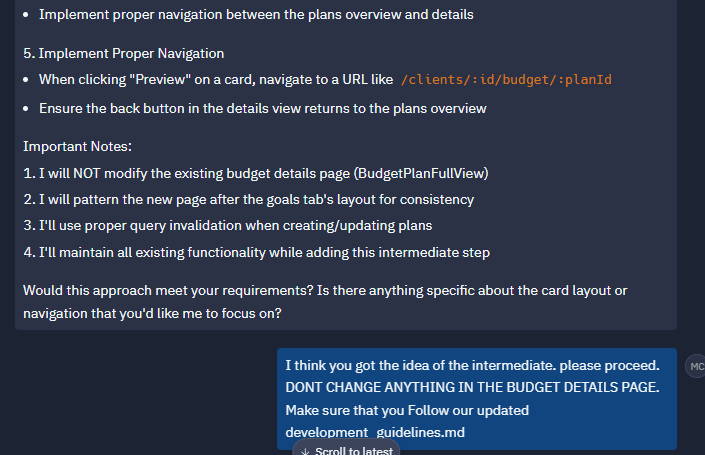 • Implement proper navigation between the plans overview and details
5. Implement Proper Navigation
• When clicking "Preview" on a card, navigate to a URL like /clients/:id/budget/:planId
• Ensure the back button in the details view returns to the plans overview
Important Notes:
1. I will NOT modify the existing budget details page (BudgetPlanFullView)
2. I will pattern the new page after the goals tab's layout for consistency
3. I'll use proper query invalidation when creating/updating plans
4. I'll maintain all existing functionality while adding this intermediate step
Would this approach meet your requirements? Is there anything specific about the card layout or
navigation that you'd like me to focus on?
I think you got the idea of the intermediate. please proceed.
MC
DONT CHANGE ANYTHING IN THE BUDGET DETAILS PAGE.
Make sure that you Follow our updated
development_guidelines.md
↓ Scroll to latest